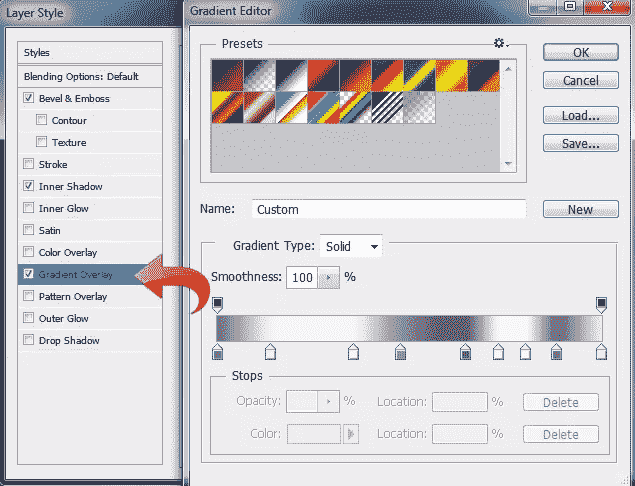 Layer Style
Styles
Blending Options: Default
Bevel & Emboss
Contour
Texture
Stroke
Inner Shadow
Inner Glow
Satin
Color Overlay
Gradient Overlay
Pattern Overlay
Outer Glow
Drop Shadow
Gradient Editor
Presets
OK
Cancel
Load...
Save...
Name: Custom
New
Gradient Type: Solid
Smoothness: 100 %
Stops
Opacity: % Location: % Delete
Color: Location: % Delete